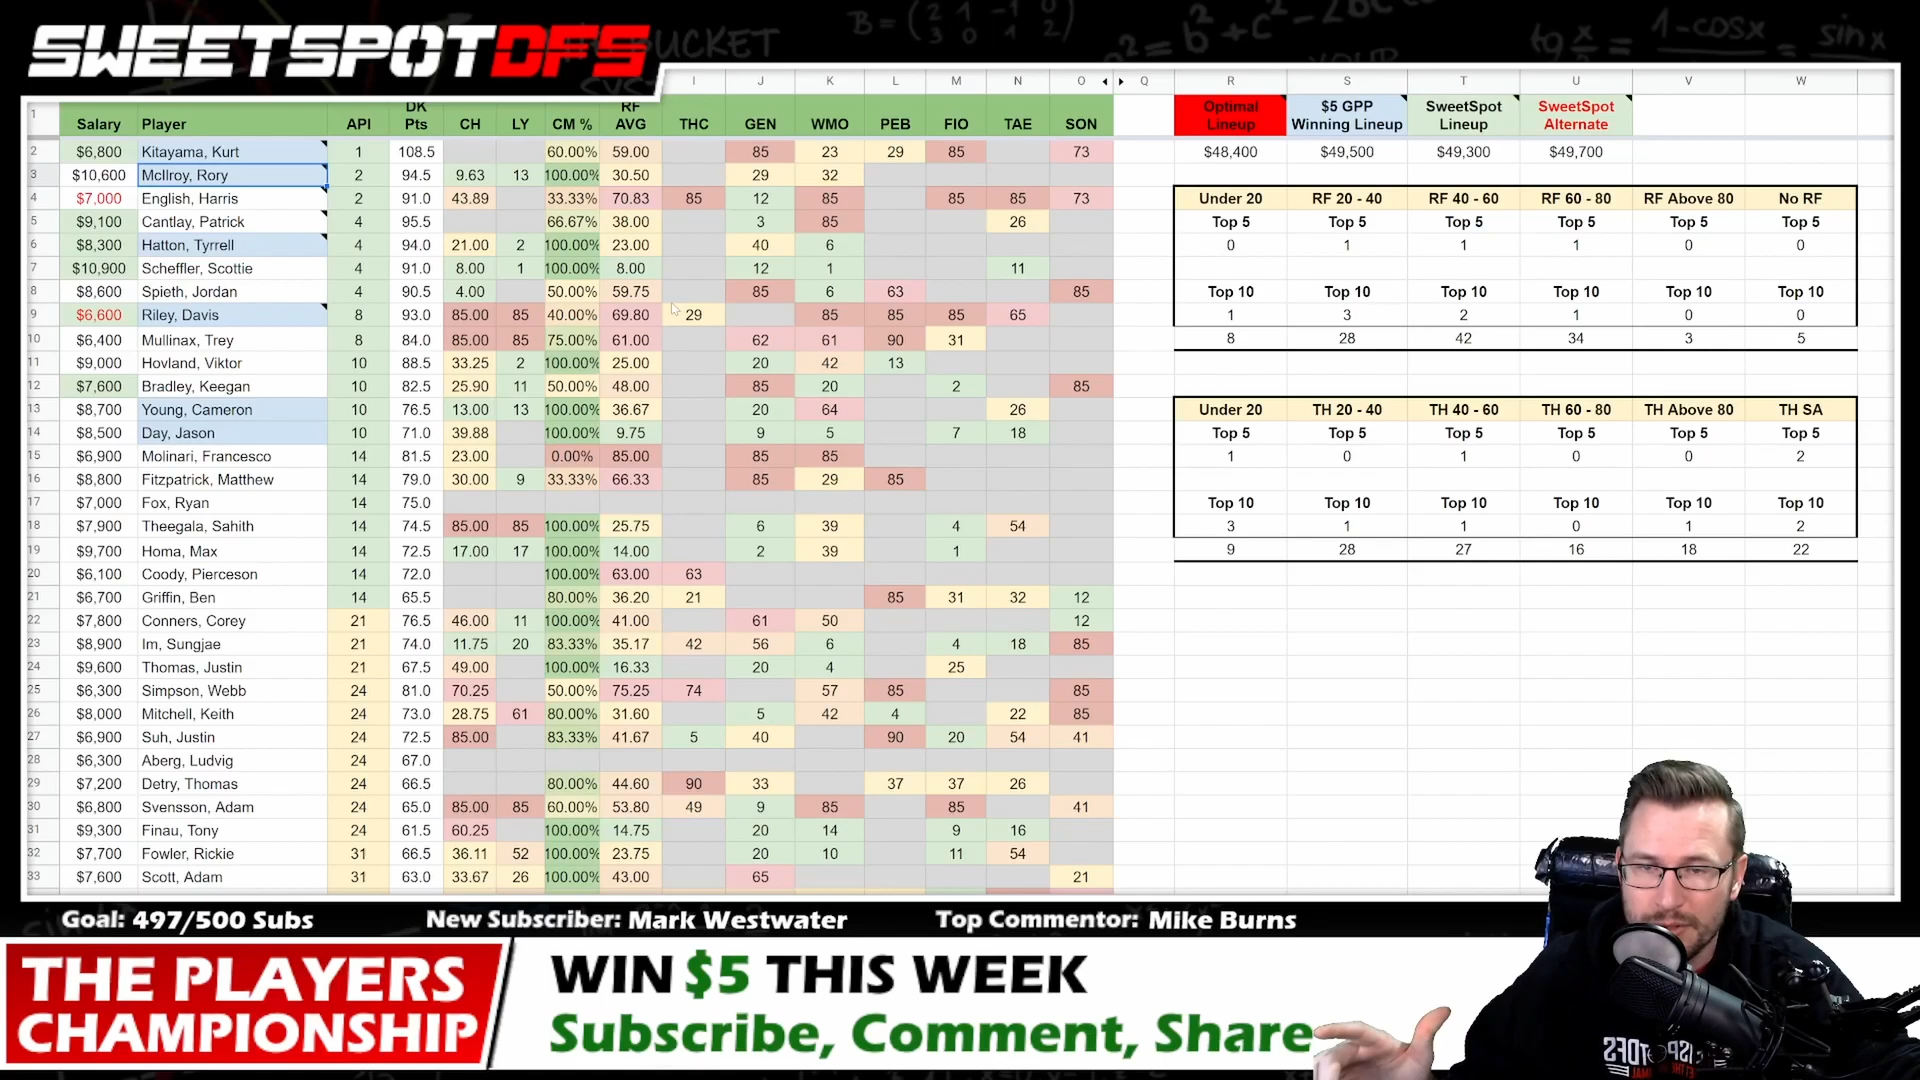 SWEETSPOTDFS
I J K L M N O Q R S T U V W
1 Salary Player API DK Pts CH LY CM % RF AVG THC GEN WMO PEB FIO TAE SON
2 $6,800 Kitayama, Kurt 1 108.5 60.00% 59.00 85 23 29 85 73
3 $10,600 McIlroy, Rory 2 94.5 9.63 13 100.00% 30.50 29 32
4 $7,000 English, Harris 2 91.0 43.89 33.33% 70.83 85 12 85 85 85 73
5 $9,100 Cantlay, Patrick 4 95.5 66.67% 38.00 3 85 26
6 $8,300 Hatton, Tyrrell 4 94.0 21.00 2 100.00% 23.00 40 6
7 $10,900 Scheffler, Scottie 4 91.0 8.00 1 100.00% 8.00 12 1 11
8 $8,600 Spieth, Jordan 4 90.5 4.00 50.00% 59.75 85 6 63 85
9 $6,600 Riley, Davis 8 93.0 85.00 85 40.00% 69.80 29 85 85 85 65
10 $6,400 Mullinax, Trey 8 84.0 85.00 85 75.00% 61.00 62 61 90 31
11 $9,000 Hovland, Viktor 10 88.5 33.25 2 100.00% 25.00 20 42 13
12 $7,600 Bradley, Keegan 10 82.5 25.90 11 50.00% 48.00 85 20 2 85
13 $8,700 Young, Cameron 10 76.5 13.00 13 100.00% 36.67 20 64 26
14 $8,500 Day, Jason 10 71.0 39.88 100.00% 9.75 9 5 7 18
15 $6,900 Molinari, Francesco 14 81.5 23.00 0.00% 85.00 85 85
16 $8,800 Fitzpatrick, Matthew 14 79.0 30.00 9 33.33% 66.33 85 29 85
17 $7,000 Fox, Ryan 14 75.0
18 $7,900 Theegala, Sahith 14 74.5 85.00 85 100.00% 25.75 6 39 4 54
19 $9,700 Homa, Max 14 72.5 17.00 17 100.00% 14.00 2 39 1
20 $6,100 Coody, Pierceson 14 72.0 100.00% 63.00 63
21 $6,700 Griffin, Ben 14 65.5 80.00% 36.20 21 85 31 32 12
22 $7,800 Conners, Corey 21 76.5 46.00 11 100.00% 41.00 61 50 12
23 $8,900 Im, Sungjae 21 74.0 11.75 20 83.33% 35.17 42 56 6 4 18 85
24 $9,600 Thomas, Justin 21 67.5 49.00 100.00% 16.33 20 4 25
25 $6,300 Simpson, Webb 24 81.0 70.25 50.00% 75.25 74 57 85 85
26 $8,000 Mitchell, Keith 24 73.0 28.75 61 80.00% 31.60 5 42 4 22 85
27 $6,900 Suh, Justin 24 72.5 85.00 83.33% 41.67 5 40 90 20 54 41
28 $6,300 Aberg, Ludvig 24 67.0
29 $7,200 Detry, Thomas 24 66.5 80.00% 44.60 90 33 37 37 26
30 $6,800 Svensson, Adam 24 65.0 85.00 85 60.00% 53.80 49 9 85 85 41
31 $9,300 Finau, Tony 24 61.5 60.25 100.00% 14.75 20 14 9 16
32 $7,700 Fowler, Rickie 31 66.5 36.11 52 100.00% 23.75 20 10 11 54
33 $7,600 Scott, Adam 31 63.0 33.67 26 100.00% 43.00 65 21
Optimal Lineup $5 GPP Winning Lineup SweetSpot Lineup SweetSpot Alternate
$48,400 $49,500 $49,300 $49,700
Under 20 RF 20 - 40 RF 40 - 60 RF 60 - 80 RF Above 80 No RF
Top 5 Top 5 Top 5 Top 5 Top 5 Top 5
0 1 1 1 0 0
Top 10 Top 10 Top 10 Top 10 Top 10 Top 10
1 3 2 1 0 0
8 28 42 34 3 5
Under 20 TH 20 - 40 TH 40 - 60 TH 60 - 80 TH Above 80 TH SA
Top 5 Top 5 Top 5 Top 5 Top 5 Top 5
1 0 1 0 0 2
Top 10 Top 10 Top 10 Top 10 Top 10 Top 10
3 1 1 0 1 2
9 28 27 16 18 22
Goal: 497/500 Subs New Subscriber: Mark Westwater Top Commentor: Mike Burns
THE PLAYERS
CHAMPIONSHIP
WIN $5 THIS WEEK
Subscribe, Comment, Share